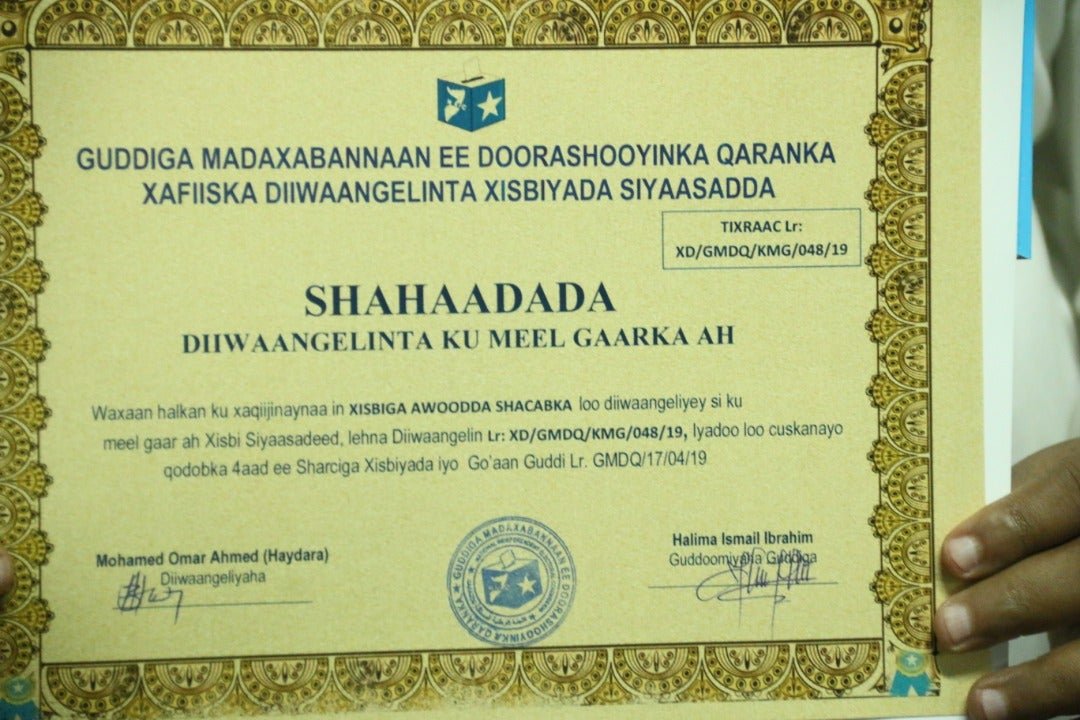 GUDDIGA MADAXABANNAAN EE DOORASHOOYINKA QARANKA
XAFIISKA DIIWAANGELINTA XISBIYADA SIYAASADDA
TIXRAAC Lr:
XD/GMDQ/KMG/048/19
SHAHAADADA
DIIWAANGELINTA KU MEEL GAARKA AH
Waxaan halkan ku xaqiijinaynaa in XISBIGA AWOODDA SHACABKA loo diiwaangeliyey si ku
meel gaar ah Xisbi Siyaasadeed, lehna Diiwaangelin Lr: XD/GMDQ/KMG/048/19, Iyadoo loo cuskanayo
qodobka 4aad ee Sharciga Xisbiyada iyo Go'aan Guddi Lr. GMDQ/17/04/19
Mohamed Omar Ahmed (Haydara)
Diiwaangeliyaha
Halima Ismail Ibrahim
Guddoomiyaha Guddiga
GUDDIGA MADAXABANNAAN EE DOORASHOOYINKA QARANKA
NATIONAL INDEPENDENT ELECTORAL COMMISSION